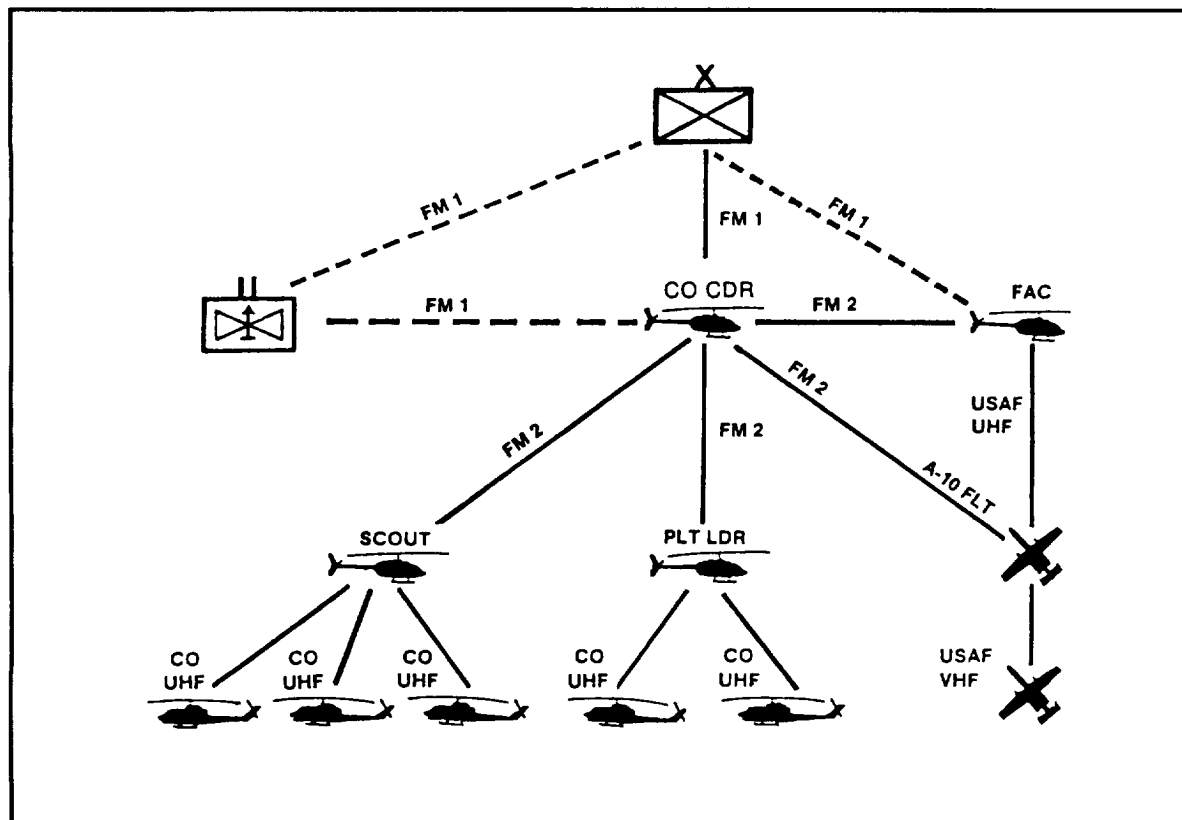 X
FM 1
FM 1
FM 1
II
FM 1
CO CDR
FM 2
FAC
FM 2
FM 2
FM 2
A-10 FLT
USAF
UHF
SCOUT
PLT LDR
CO
UHF
CO
UHF
CO
UHF
CO
UHF
CO
UHF
USAF
VHF